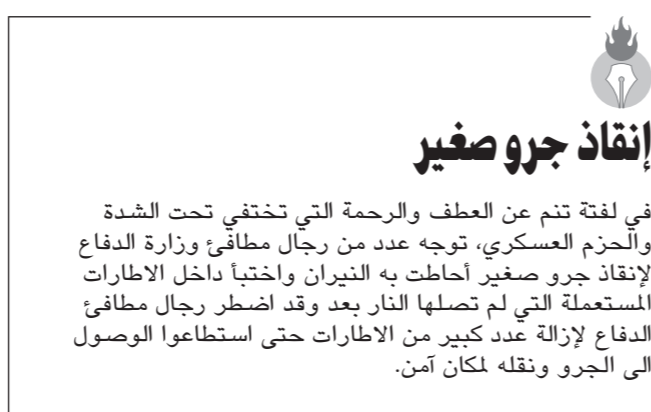 إنقاذ جرو صغير
في لفتة تنم عن العطف والرحمة التي تختفي تحت الشدة
والحزم العسكري، توجه عدد من رجال مطافئ وزارة الدفاع
لإنقاذ جرو صغير أحاطت به النيران واختبأ داخل الاطارات
المستعملة التي لم تصلها النار بعد وقد اضطر رجال مطافئ
الدفاع لإزالة عدد كبير من الاطارات حتى استطاعوا الوصول
الى الجرو ونقله لمكان آمن.